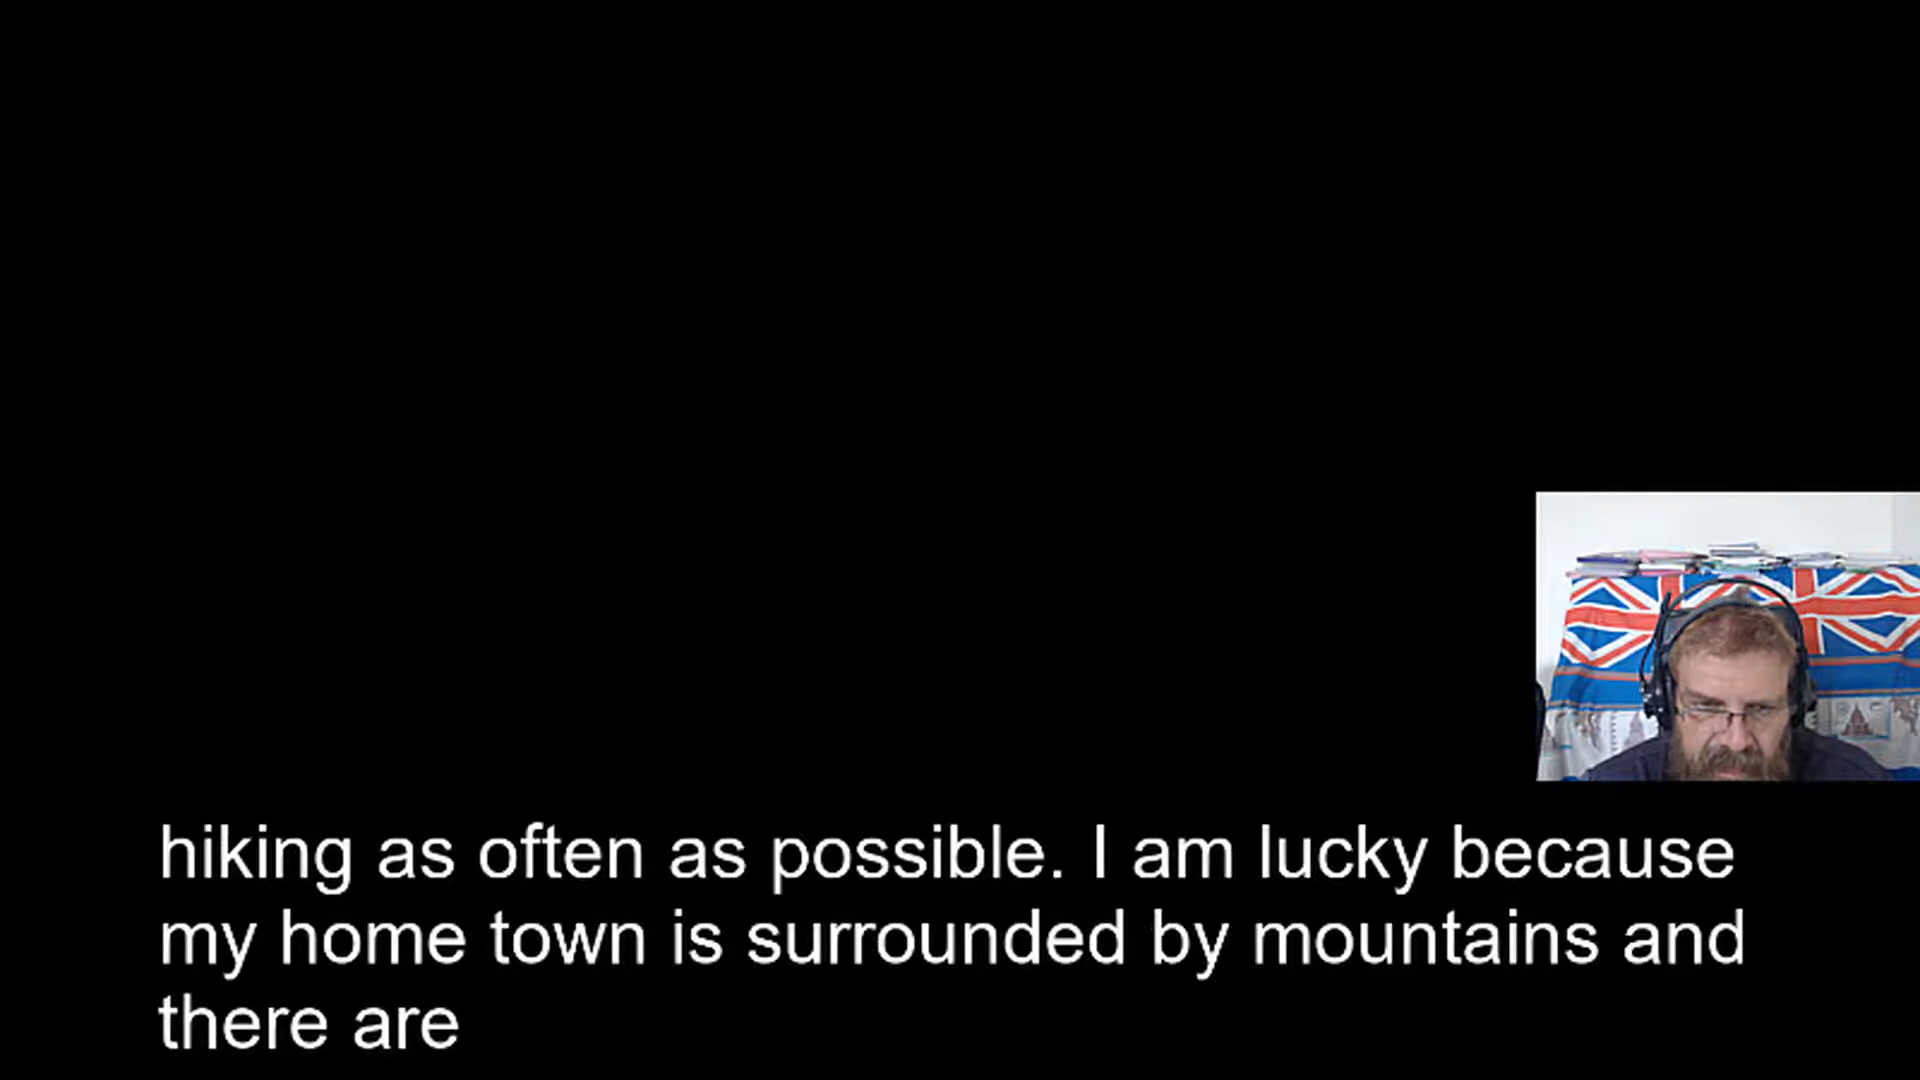 hiking as often as possible. I am lucky because
my home town is surrounded by mountains and
there are